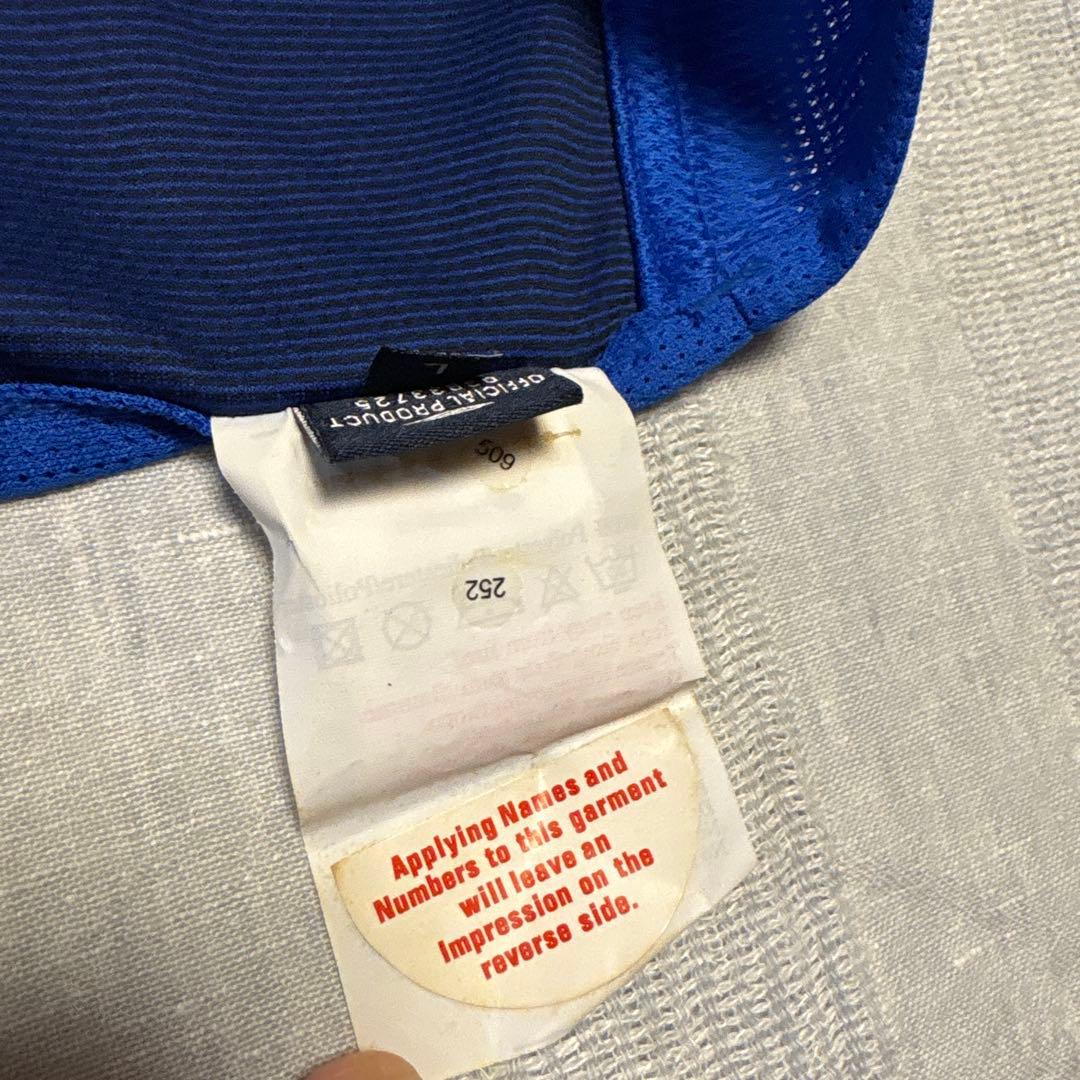 OFFICIAL PRODUCT
509
252
Applying Names and
Numbers to this garment
will leave an
Impression on the
reverse side.